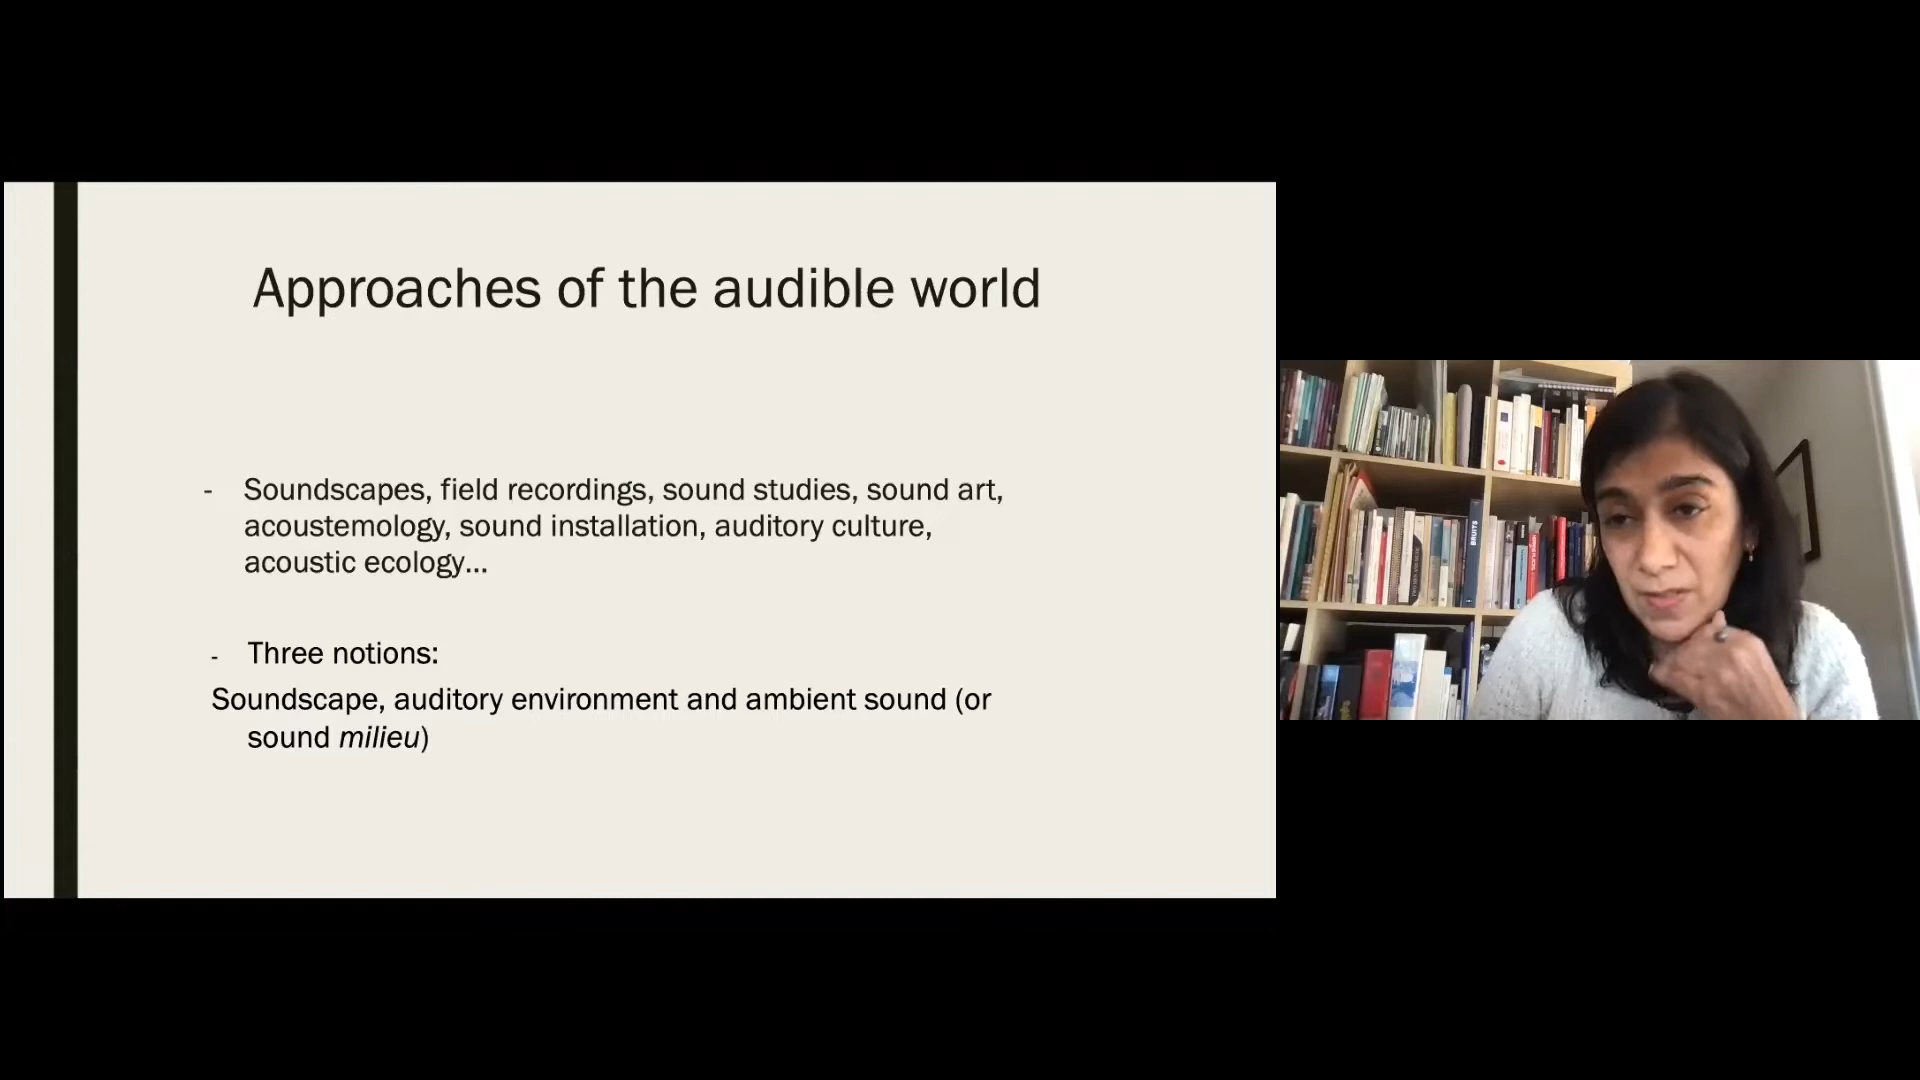 Approaches of the audible world
- Soundscapes, field recordings, sound studies, sound art,
acoustemology, sound installation, auditory culture,
acoustic ecology...
- Three notions:
Soundscape, auditory environment and ambient sound (or
sound milieu)
BRUITS